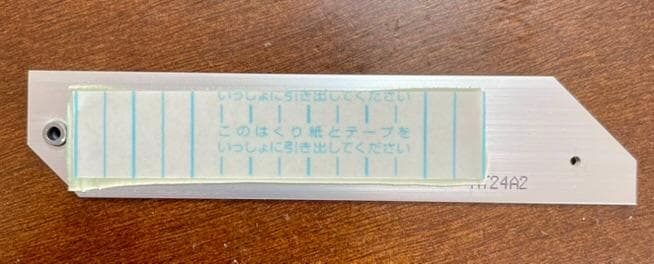 いっしょに引き出してください
このはくり紙とテープを
いっしょに引き出してください
24A2